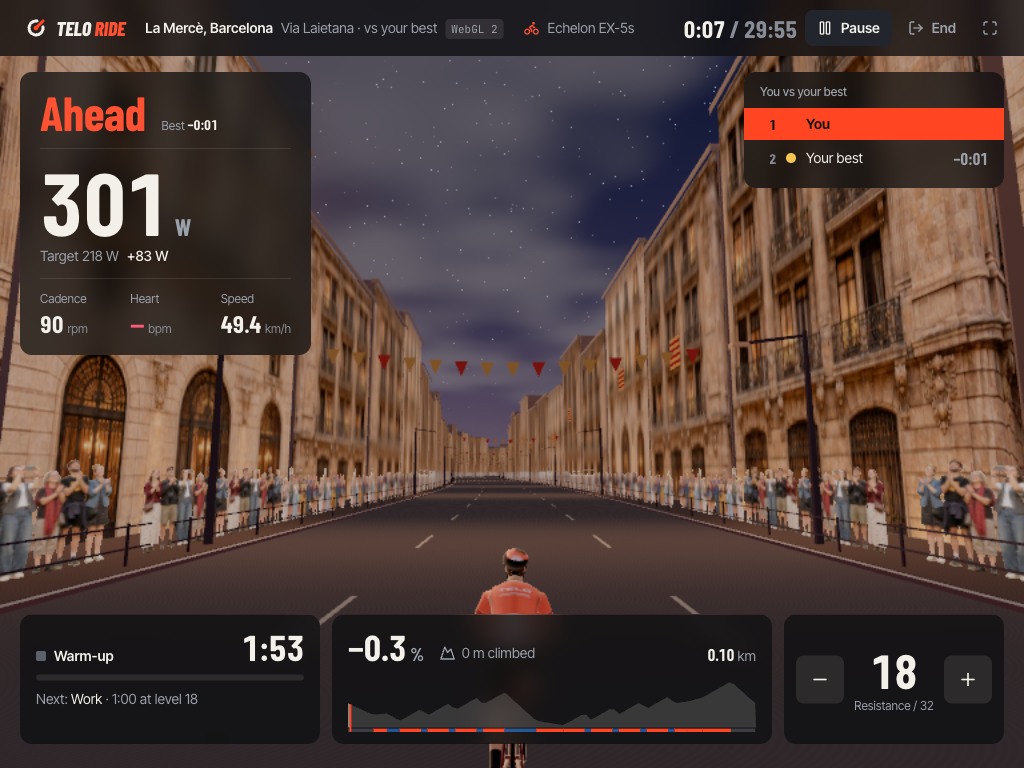 TELO RIDE La Mercè, Barcelona Via Laietana · vs your best WebGL 2 Echelon EX-5s 0:07 / 29:55 Pause End
Ahead Best −0:01
301 W
Target 218 W +83 W
Cadence Heart Speed
90 rpm – bpm 49.4 km/h
You vs your best
1 You
2 Your best −0:01
Warm-up 1:53
Next: Work · 1:00 at level 18
−0.3 % 0 m climbed 0.10 km
− 18 +
Resistance / 32